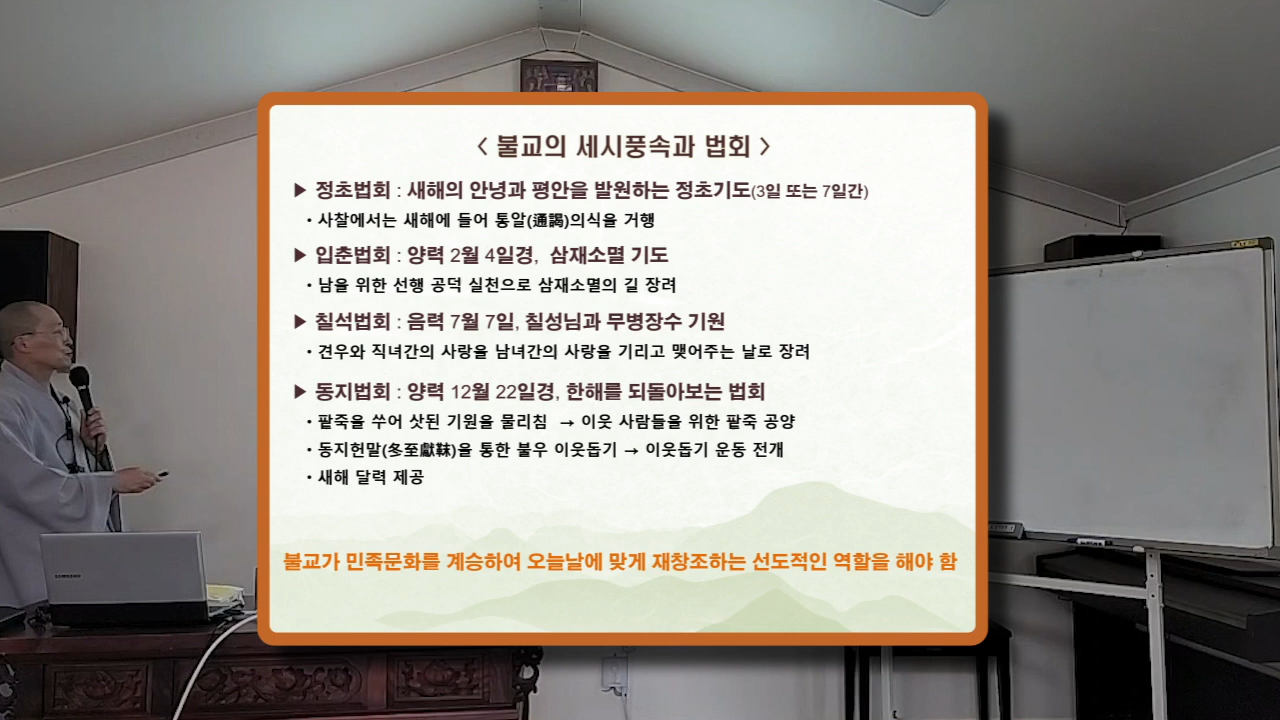 < 불교의 세시풍속과 법회 >
▶ 정초법회 : 새해의 안녕과 평안을 발원하는 정초기도(3일 또는 7일간)
• 사찰에서는 새해에 들어 통알(通謁)의식을 거행
▶ 입춘법회 : 양력 2월 4일경, 삼재소멸 기도
• 남을 위한 선행 공덕 실천으로 삼재소멸의 길 장려
▶ 칠석법회 : 음력 7월 7일, 칠성님과 무병장수 기원
• 견우와 직녀간의 사랑을 남녀간의 사랑을 기리고 맺어주는 날로 장려
▶ 동지법회 : 양력 12월 22일경, 한해를 되돌아보는 법회
• 팥죽을 쑤어 삿된 기원을 물리침 → 이웃 사람들을 위한 팥죽 공양
• 동지헌말(冬至獻靺)을 통한 불우 이웃돕기 → 이웃돕기 운동 전개
• 새해 달력 제공
불교가 민족문화를 계승하여 오늘날에 맞게 재창조하는 선도적인 역할을 해야 함
SAMSUNG